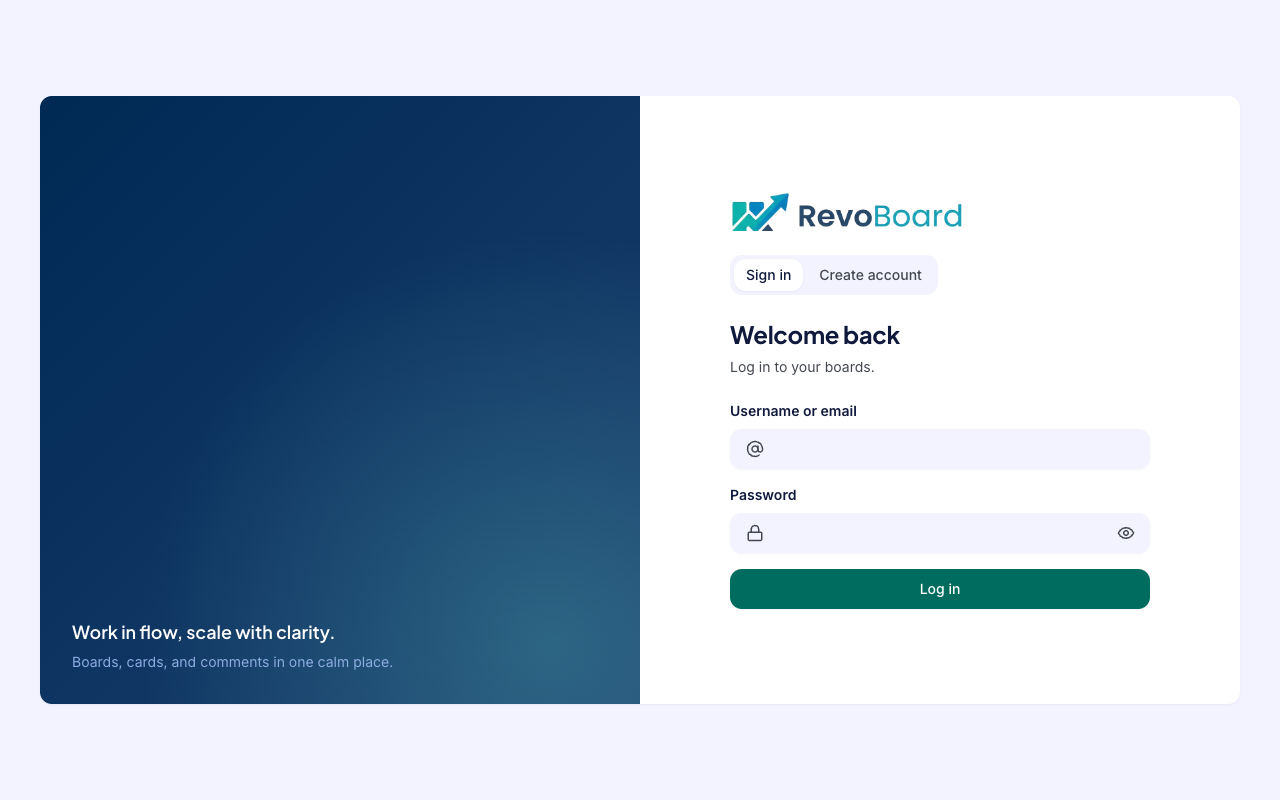 RevoBoard
Sign in
Create account
Welcome back
Log in to your boards.
Username or email
Password
Log in
Work in flow, scale with clarity.
Boards, cards, and comments in one calm place.